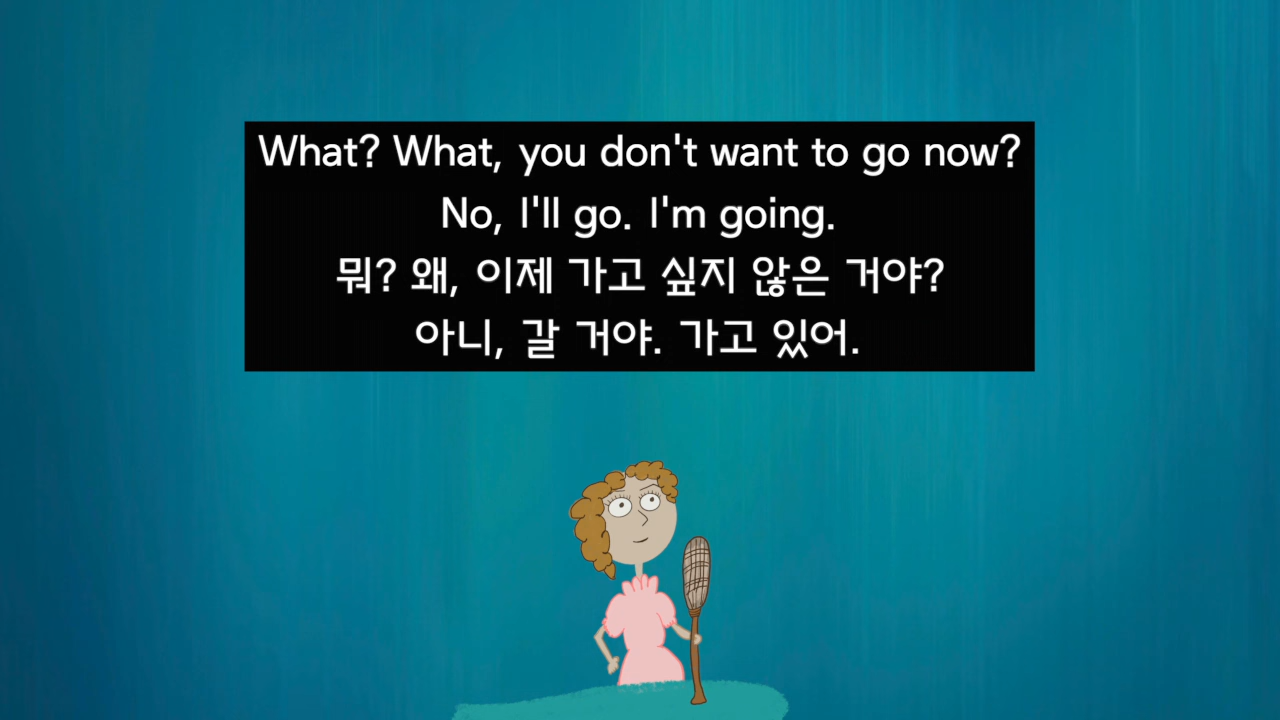 What? What, you don't want to go now?
No, I'll go. I'm going.
뭐? 왜, 이제 가고 싶지 않은 거야?
아니, 갈 거야. 가고 있어.